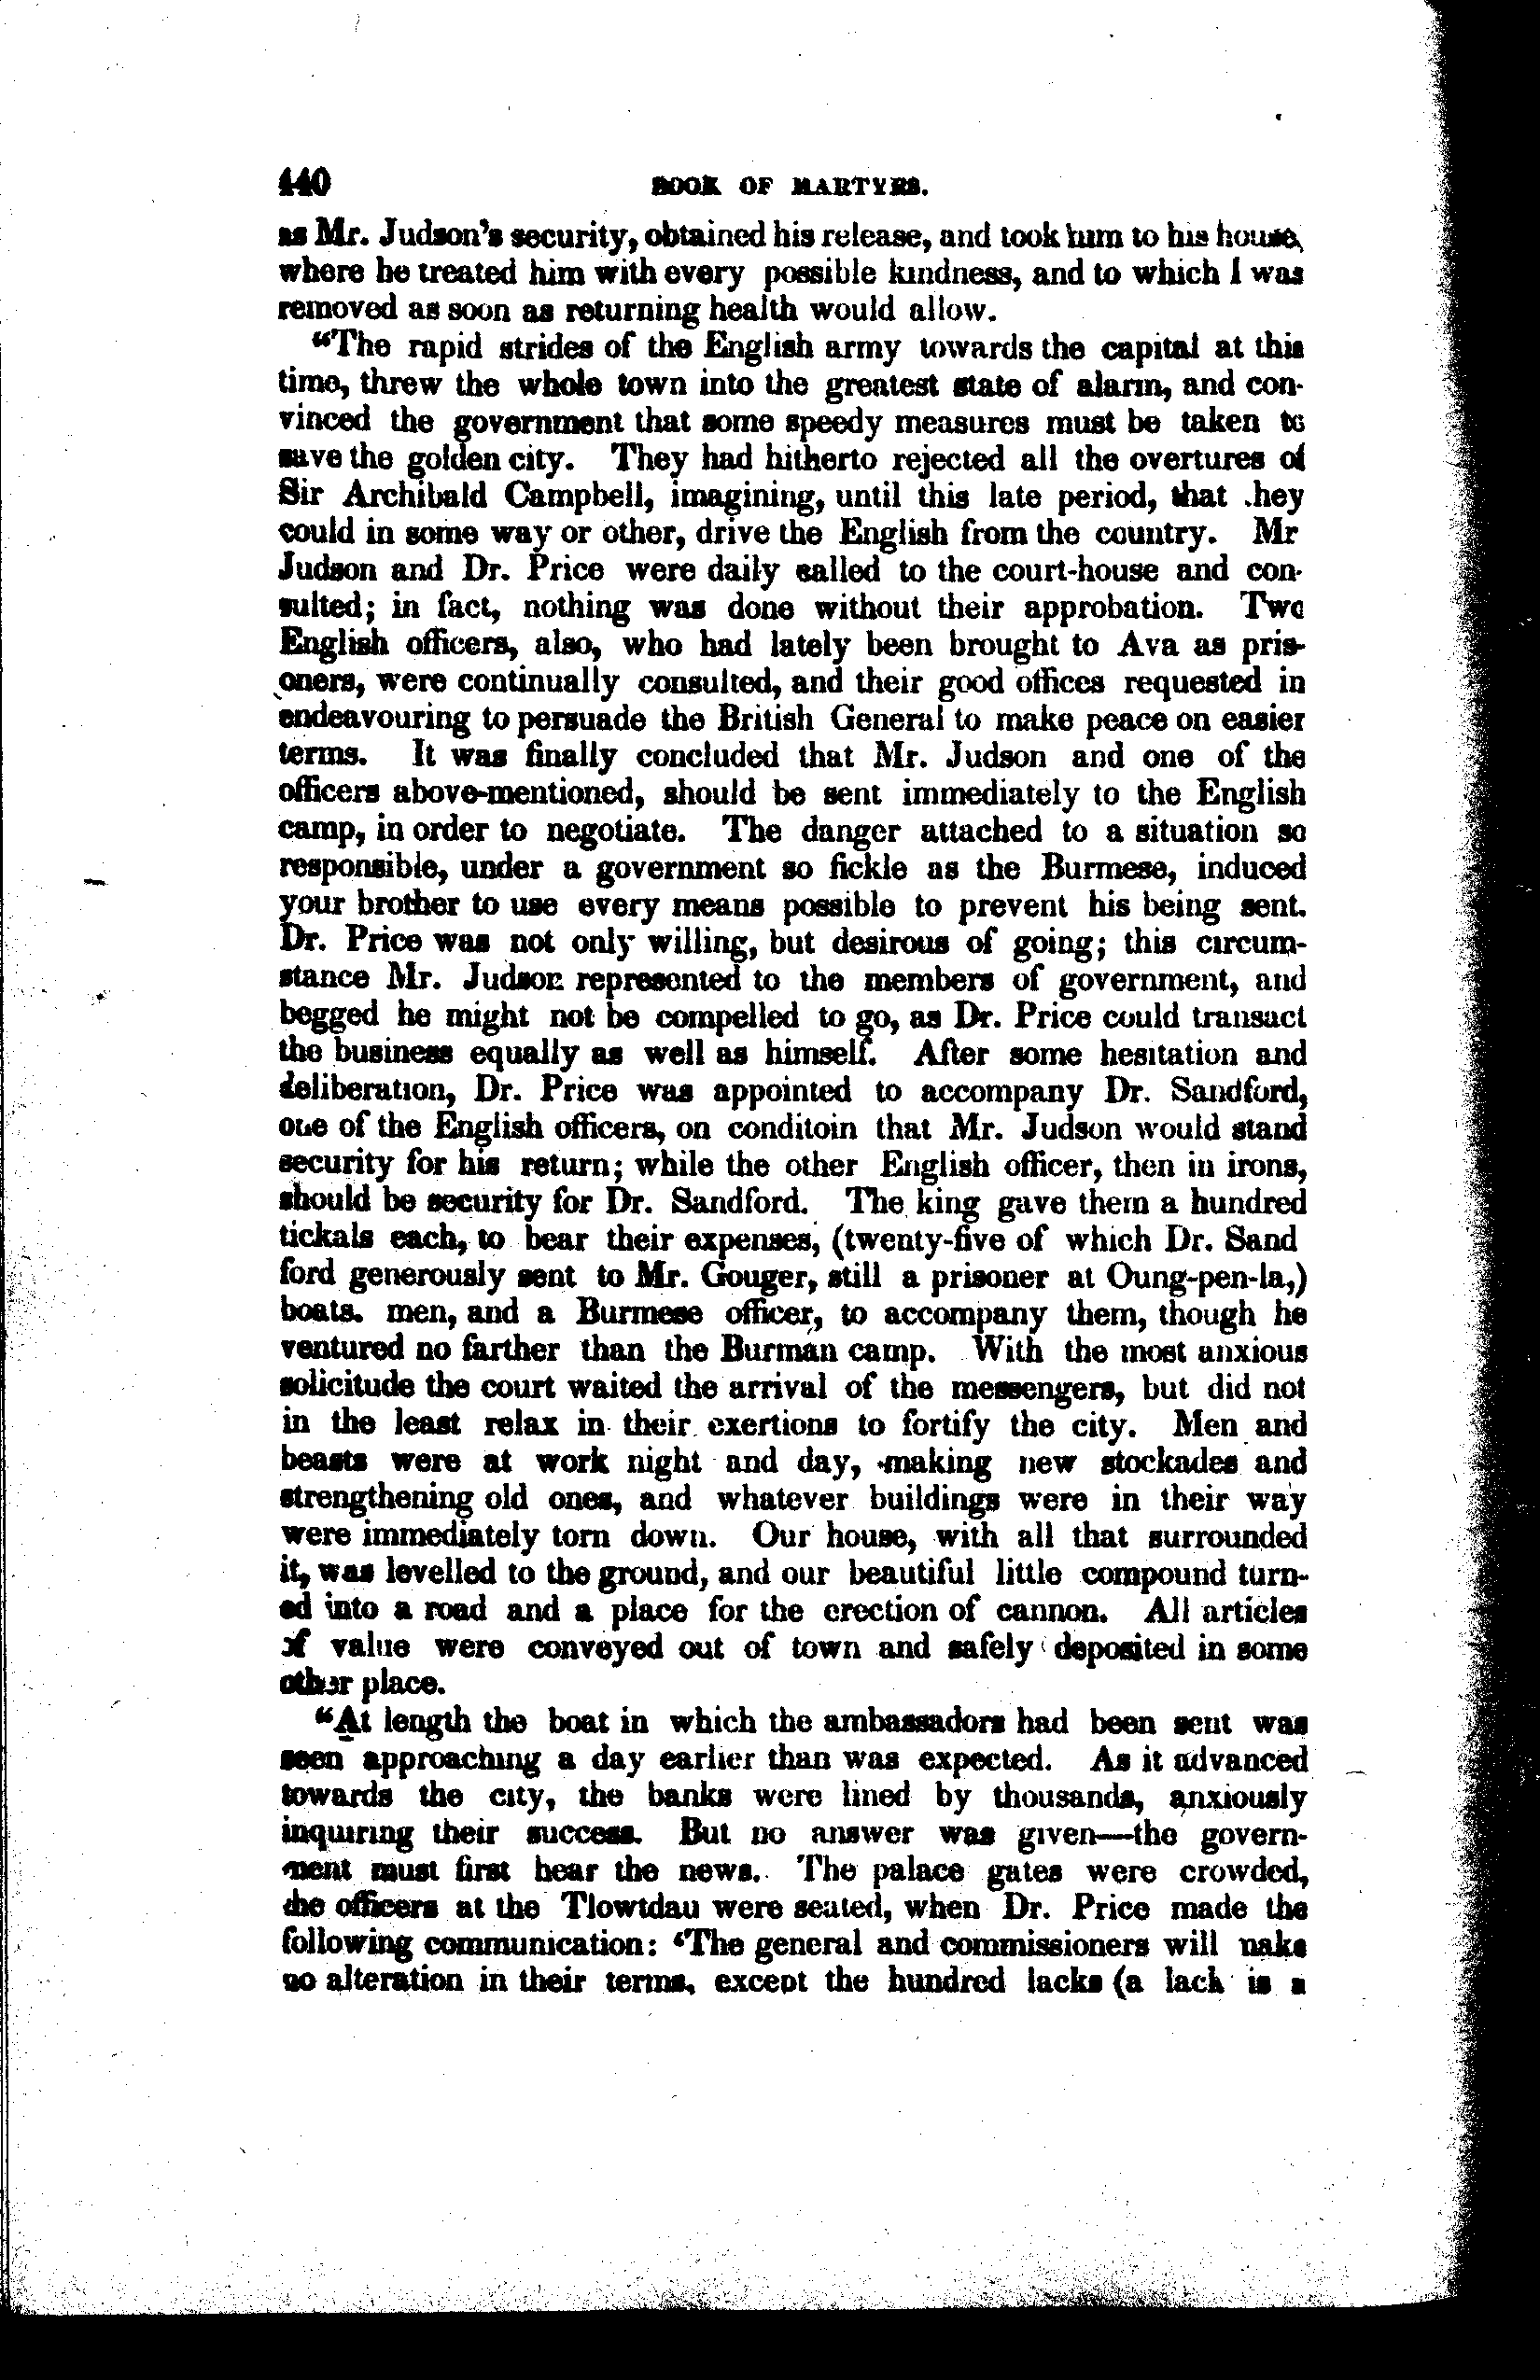 440 BOOK OF MARTYRS.
as Mr. Judson's security, obtained his release, and took him to his house,
where he treated him with every possible kindness, and to which I was
removed as soon as returning health would allow.
"The rapid strides of the English army towards the capital at this
time, threw the whole town into the greatest state of alarm, and con-
vinced the government that some speedy measures must be taken to
save the golden city. They had hitherto rejected all the overtures of
Sir Archibald Campbell, imagining, until this late period, that they
could in some way or other, drive the English from the country. Mr
Judson and Dr. Price were daily called to the court-house and con-
sulted; in fact, nothing was done without their approbation. Two
English officers, also, who had lately been brought to Ava as pris-
oners, were continually consulted, and their good offices requested in
endeavouring to persuade the British General to make peace on easier
terms. It was finally concluded that Mr. Judson and one of the
officers above-mentioned, should be sent immediately to the English
camp, in order to negotiate. The danger attached to a situation so
responsible, under a government so fickle as the Burmese, induced
your brother to use every means possible to prevent his being sent.
Dr. Price was not only willing, but desirous of going; this circum-
stance Mr. Judson represented to the members of government, and
begged he might not be compelled to go, as Dr. Price could transact
the business equally as well as himself. After some hesitation and
deliberation, Dr. Price was appointed to accompany Dr. Sandford,
one of the English officers, on conditoin that Mr. Judson would stand
security for his return; while the other English officer, then in irons,
should be security for Dr. Sandford. The king gave them a hundred
tickals each, to bear their expenses, (twenty-five of which Dr. Sand
ford generously sent to Mr. Gouger, still a prisoner at Oung-pen-la,)
boats, men, and a Burmese officer, to accompany them, though he
ventured no farther than the Burman camp. With the most anxious
solicitude the court waited the arrival of the messengers, but did not
in the least relax in their exertions to fortify the city. Men and
beasts were at work night and day, making new stockades and
strengthening old ones, and whatever buildings were in their way
were immediately torn down. Our house, with all that surrounded
it, was levelled to the ground, and our beautiful little compound turn-
ed into a road and a place for the erection of cannon. All articles
of value were conveyed out of town and safely deposited in some
other place.
"At length the boat in which the ambassadors had been sent was
seen approaching a day earlier than was expected. As it advanced
towards the city, the banks were lined by thousands, anxiously
inquiring their success. But no answer was given—the govern-
ment must first hear the news. The palace gates were crowded,
the officers at the Tlowtdau were seated, when Dr. Price made the
following communication: 'The general and commissioners will make
no alteration in their terms, except the hundred lacks (a lack is a